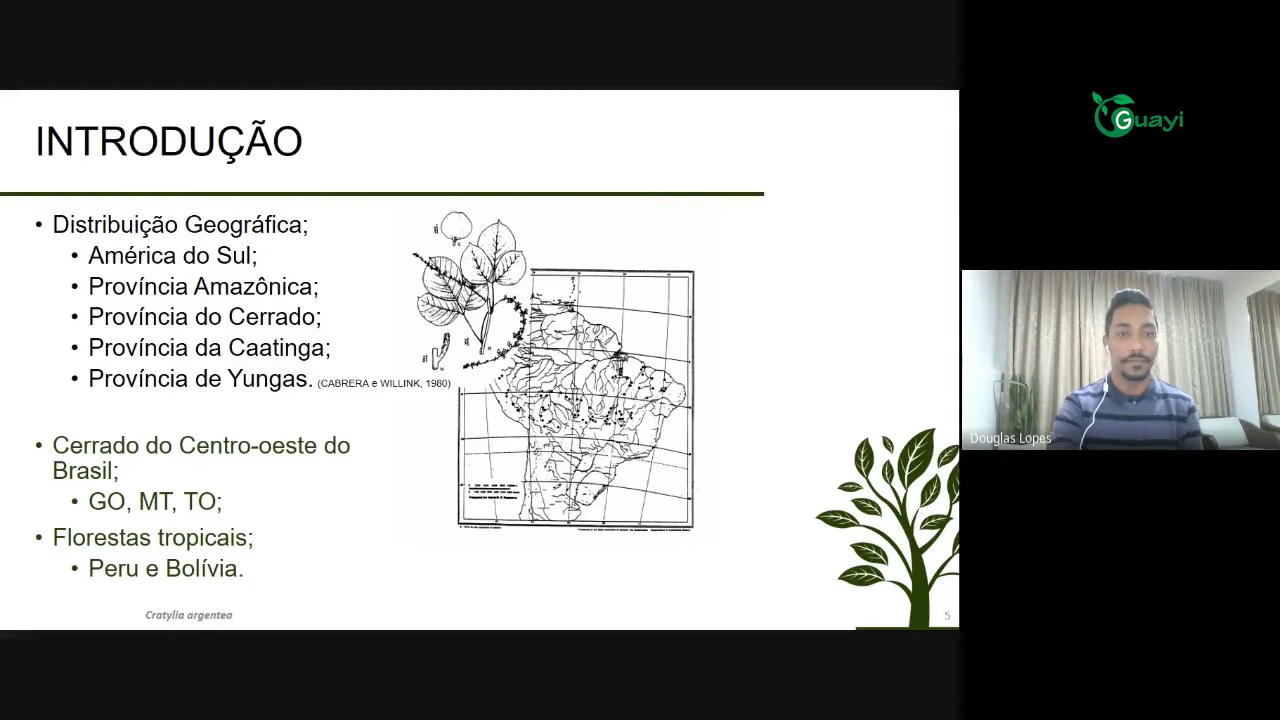 INTRODUÇÃO
• Distribuição Geográfica;
• América do Sul;
• Província Amazônica;
• Província do Cerrado;
• Província da Caatinga;
• Província de Yungas. (CABRERA e WILLINK, 1980)
• Cerrado do Centro-oeste do
Brasil;
• GO, MT, TO;
• Florestas tropicais;
• Peru e Bolívia.
Cratylia argentea
5
Guayi
Douglas Lopes